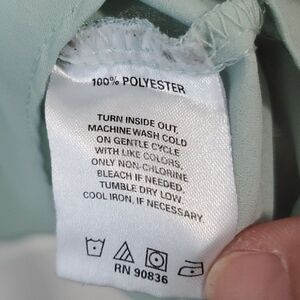 100% POLYESTER
TURN INSIDE OUT,
MACHINE WASH COLD
ON GENTLE CYCLE
WITH LIKE COLORS,
ONLY NON-CHLORINE
BLEACH IF NEEDED,
TUMBLE DRY LOW.
COOL IRON, IF NECESSARY.
RN 90836